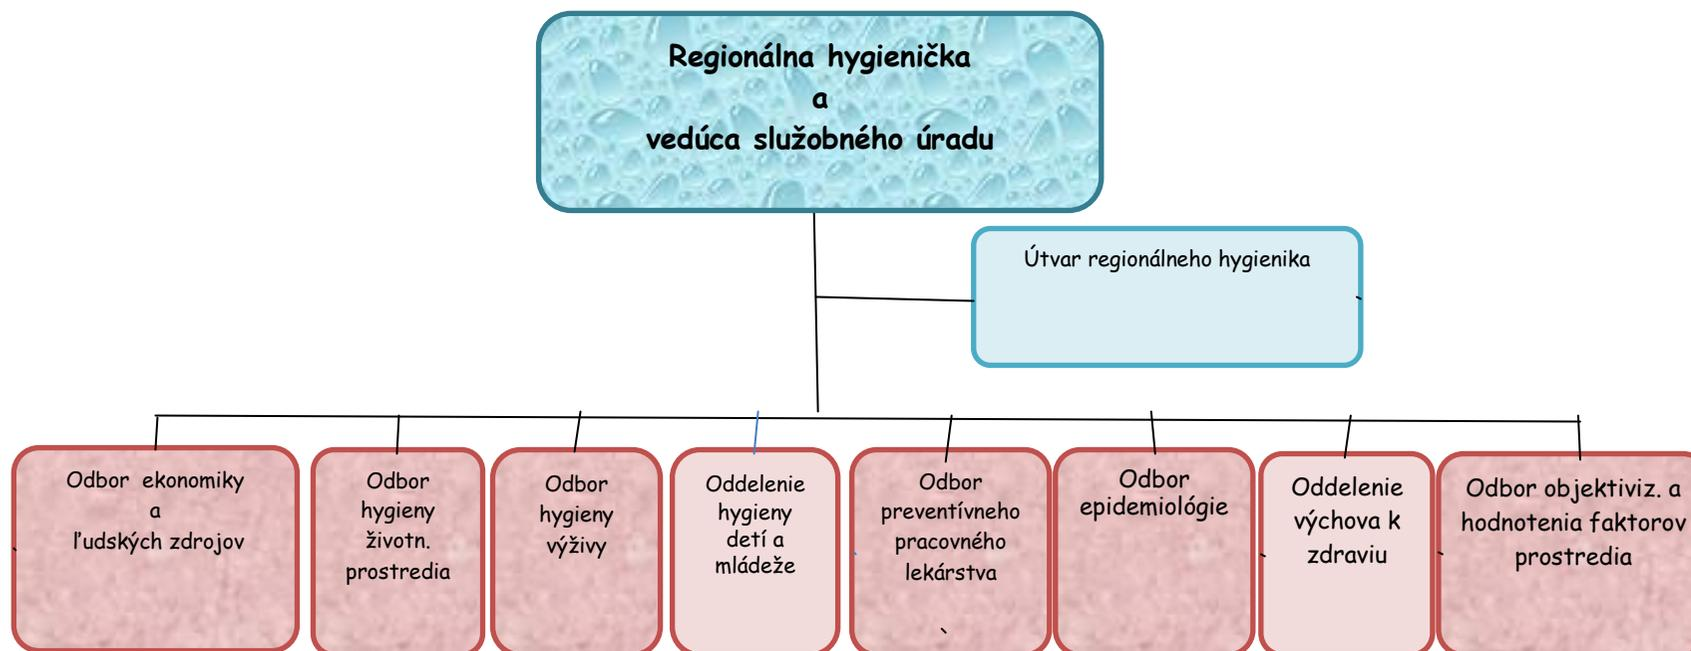 Regionálna hygienička
a
vedúca služobného úradu
Útvar regionálneho hygienika
Odbor ekonomiky
a
ľudských zdrojov
Odbor
hygieny
životn.
prostredia
Odbor
hygieny
výživy
Oddelenie
hygieny
detí a
mládeže
Odbor
preventívneho
pracovného
lekárstva
Odbor
epidemiológie
Oddelenie
výchova k
zdraviu
Odbor objektiviz. a
hodnotenia faktorov
prostredia